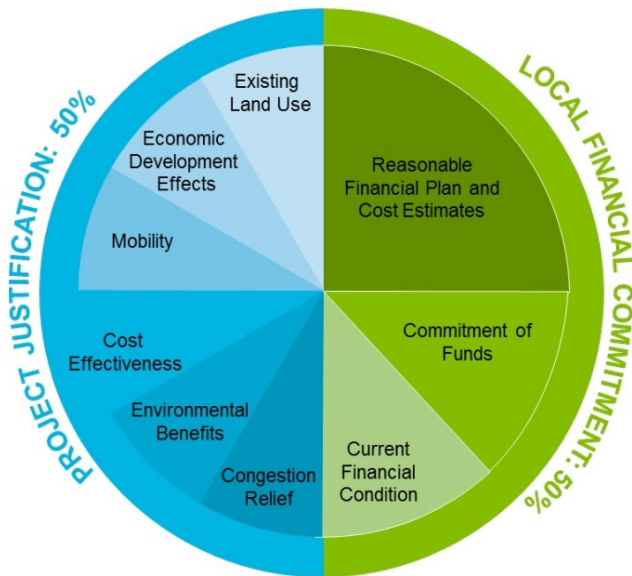 PROJECT JUSTIFICATION: 50%
LOCAL FINANCIAL COMMITMENT: 50%
Existing
Land Use
Economic
Development
Effects
Mobility
Cost
Effectiveness
Environmental
Benefits
Congestion
Relief
Reasonable
Financial Plan and
Cost Estimates
Commitment of
Funds
Current
Financial
Condition